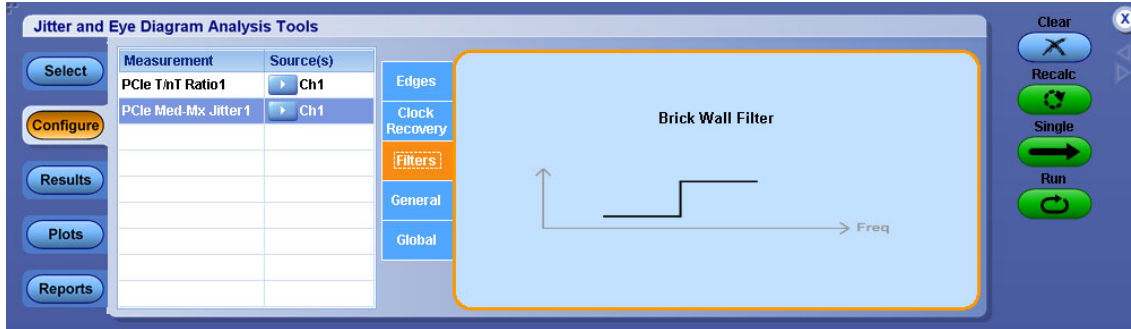 Jitter and Eye Diagram Analysis Tools
Clear
X
Select
Configure
Results
Plots
Reports
Measurement Source(s)
PCIe T/nT Ratio1 Ch1
PCIe Med-Mx Jitter1 Ch1
Edges
Clock
Recovery
Filters
General
Global
Brick Wall Filter
Freq
Recalc
Single
Run